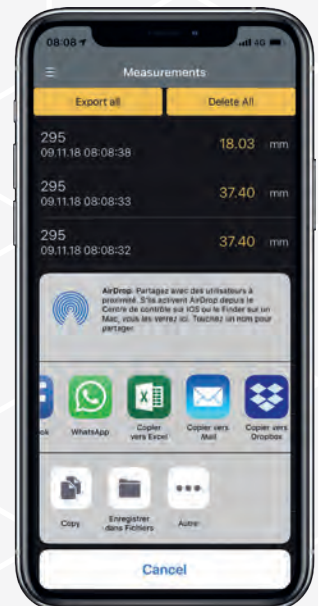 08:08
4G
Measurements
Export all
Delete All
295
18.03 mm
09.11.18 08:08:38
295
37.40 mm
09.11.18 08:08:33
295
37.40 mm
09.11.18 08:08:32
AirDrop. Partagez avec des utilisateurs à
proximité. S'ils activent AirDrop depuis le
Centre de contrôle sur iOS ou le Finder sur un
Mac, vous les verrez ici. Touchez un nom pour
partager.
ok
WhatsApp
Copier
vers Excel
Copier vers
Mail
Copier vers
Dropbox
Copy
Enregistrer
dans Fichiers
Autre
Cancel